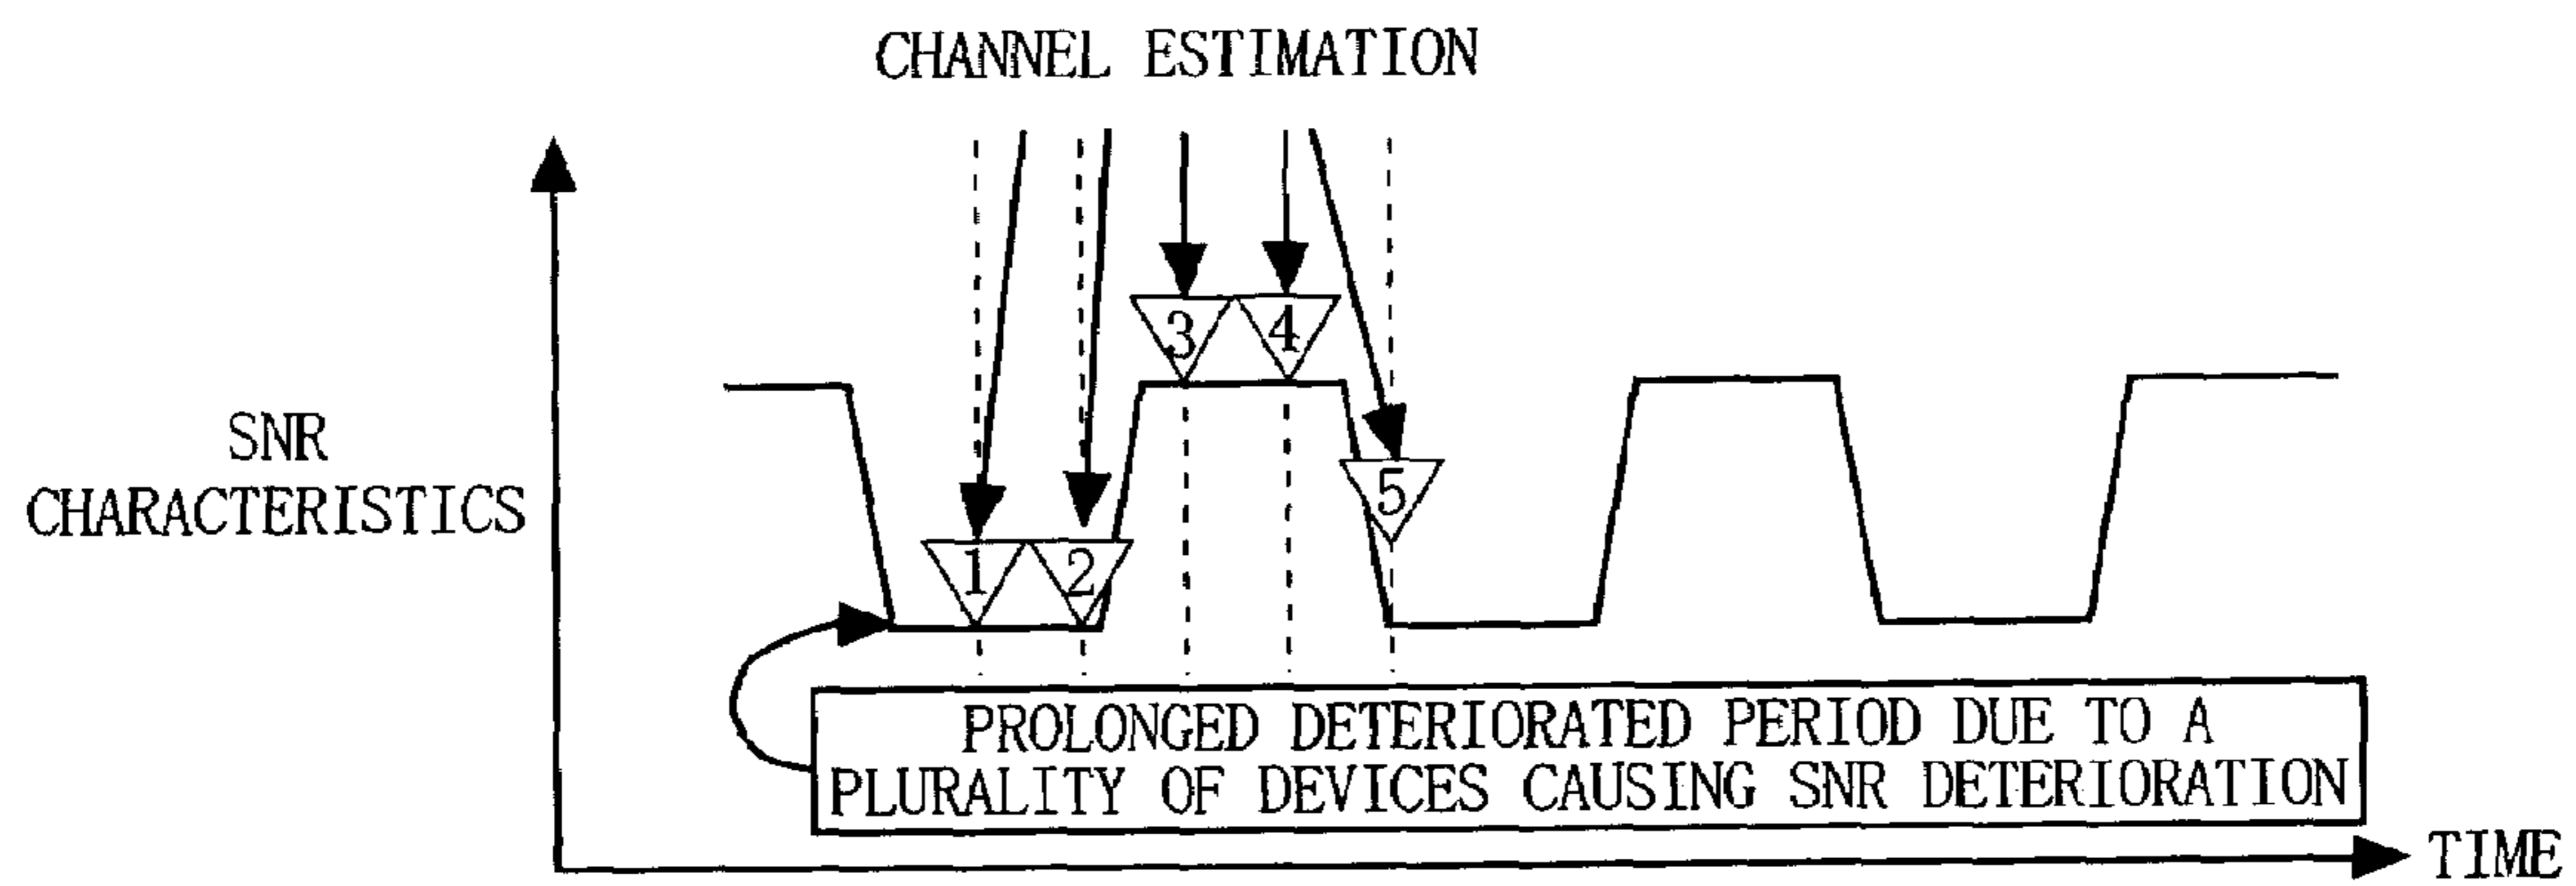 CHANNEL ESTIMATION
3
4
SNR
CHARACTERISTICS
5
1
2
PROLONGED DETERIORATED PERIOD DUE TO A
PLURALITY OF DEVICES CAUSING SNR DETERIORATION
TIME